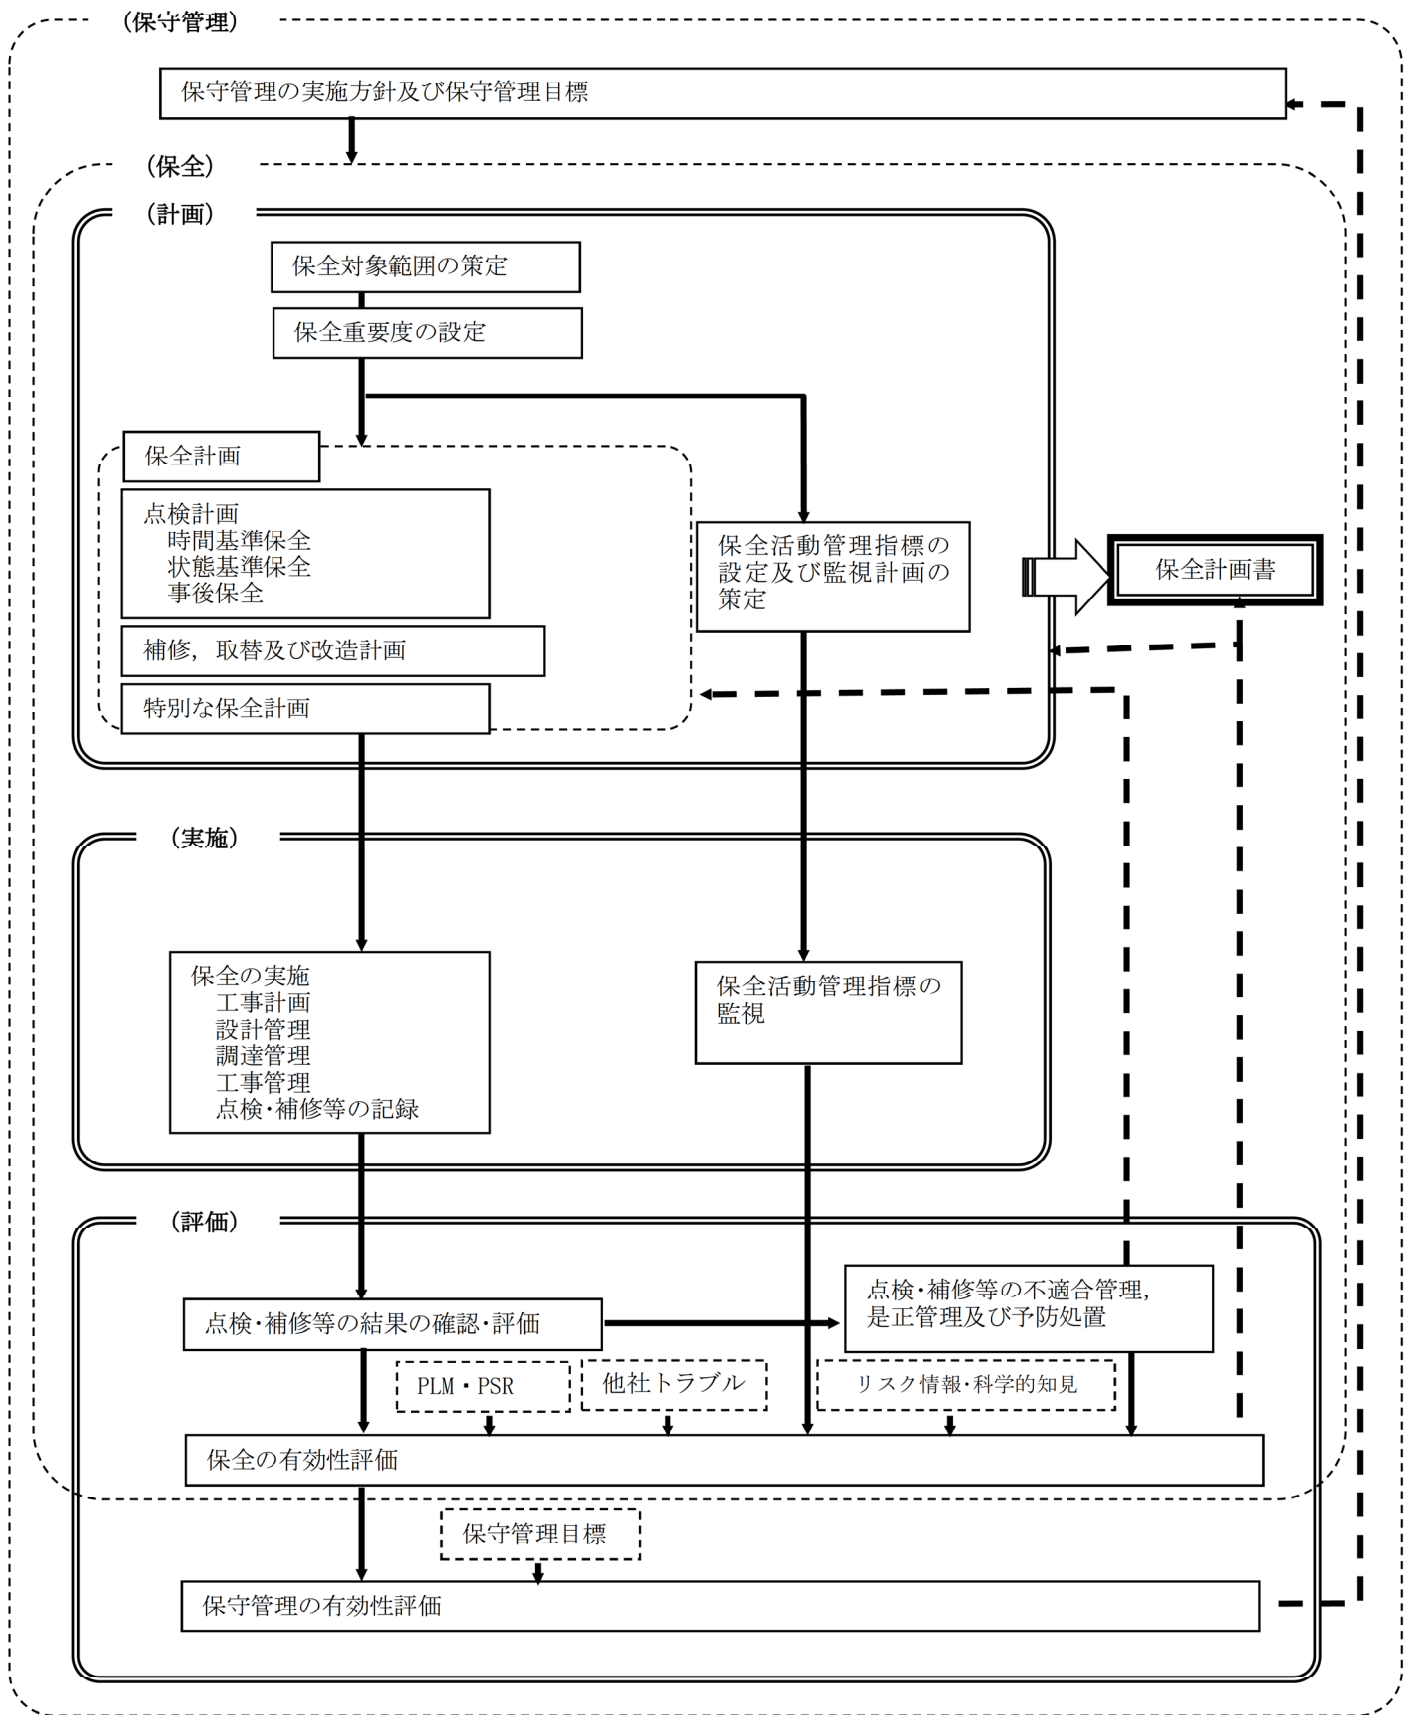 (保守管理)
保守管理の実施方針及び保守管理目標
(保全)
(計画)
保全対象範囲の策定
保全重要度の設定
保全計画
点検計画
時間基準保全
状態基準保全
事後保全
補修，取替及び改造計画
特別な保全計画
保全活動管理指標の
設定及び監視計画の
策定
保全計画書
(実施)
保全の実施
工事計画
設計管理
調達管理
工事管理
点検･補修等の記録
保全活動管理指標の
監視
(評価)
点検･補修等の結果の確認･評価
点検･補修等の不適合管理，
是正管理及び予防処置
PLM・PSR
他社トラブル
リスク情報･科学的知見
保全の有効性評価
保守管理目標
保守管理の有効性評価